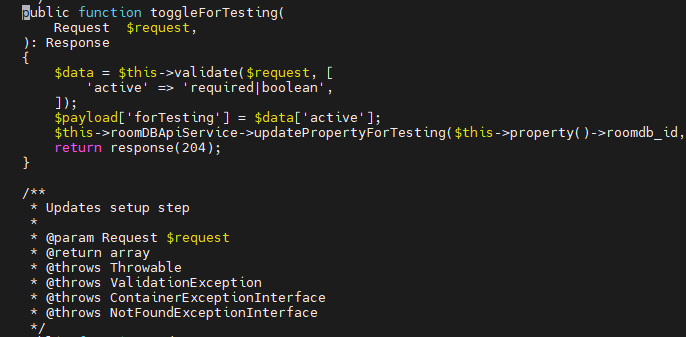 public function toggleForTesting(
    Request  $request,
): Response
{
    $data = $this->validate($request, [
        'active' => 'required|boolean',
    ]);
    $payload['forTesting'] = $data['active'];
    $this->roomDBApiService->updatePropertyForTesting($this->property()->roomdb_id,
    return response(204);
}

/**
 * Updates setup step
 *
 * @param Request $request
 * @return array
 * @throws Throwable
 * @throws ValidationException
 * @throws ContainerExceptionInterface
 * @throws NotFoundExceptionInterface
 */